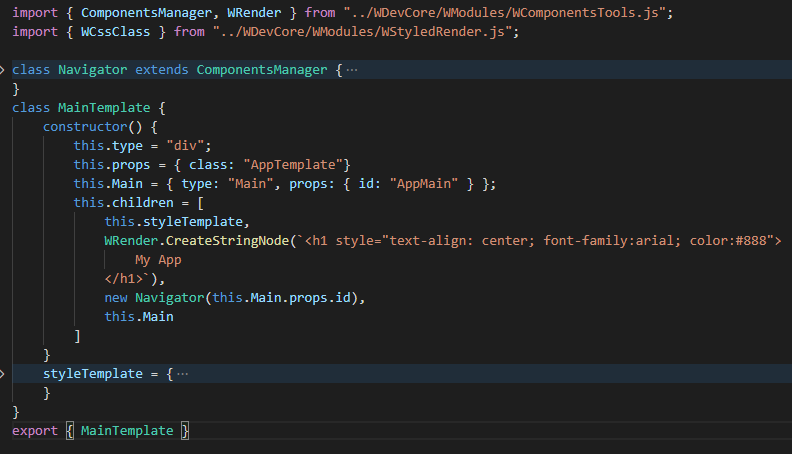 import { ComponentsManager, WRender } from "../WDevCore/WModules/WComponentsTools.js";
import { WCssClass } from "../WDevCore/WModules/WStyledRender.js";
class Navigator extends ComponentsManager {···
}
class MainTemplate {
constructor() {
this.type = "div";
this.props = { class: "AppTemplate"}
this.Main = { type: "Main", props: { id: "AppMain" } };
this.children = [
this.styleTemplate,
WRender.CreateStringNode(`<h1 style="text-align: center; font-family:arial; color:#888">
My App
</h1>`),
new Navigator(this.Main.props.id),
this.Main
]
}
styleTemplate = {···
}
}
export { MainTemplate }